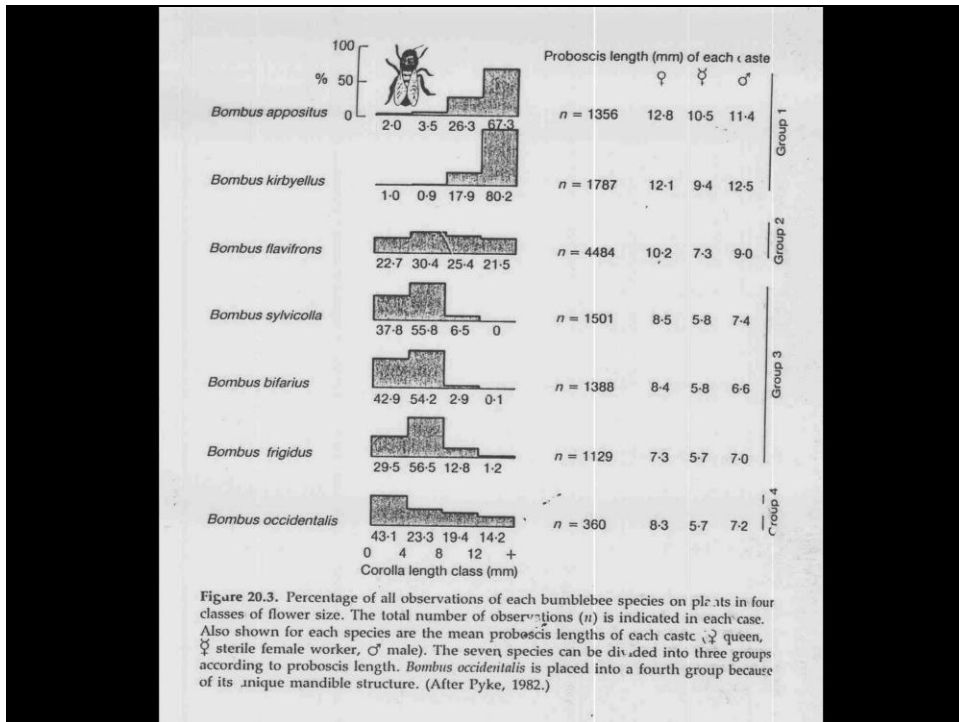 100
Proboscis length (mm) of each caste
% 50
♀ ☿ ♂
Bombus appositus 0 n = 1356 12·8 10·5 11·4
2·0 3·5 26·3 67·3
Group 1
Bombus kirbyellus n = 1787 12·1 9·4 12·5
1·0 0·9 17·9 80·2
Bombus flavifrons n = 4484 10·2 7·3 9·0
22·7 30·4 25·4 21·5
Group 2
Bombus sylvicolla n = 1501 8·5 5·8 7·4
37·8 55·8 6·5 0
Bombus bifarius n = 1388 8·4 5·8 6·6
42·9 54·2 2·9 0·1
Group 3
Bombus frigidus n = 1129 7·3 5·7 7·0
29·5 56·5 12·8 1·2
Bombus occidentalis n = 360 8·3 5·7 7·2
43·1 23·3 19·4 14·2
Group 4
0 4 8 12 +
Corolla length class (mm)
Figure 20.3. Percentage of all observations of each bumblebee species on plants in four
classes of flower size. The total number of observations (n) is indicated in each case.
Also shown for each species are the mean proboscis lengths of each caste (♀ queen,
☿ sterile female worker, ♂ male). The seven species can be divided into three groups
according to proboscis length. Bombus occidentalis is placed into a fourth group because
of its unique mandible structure. (After Pyke, 1982.)